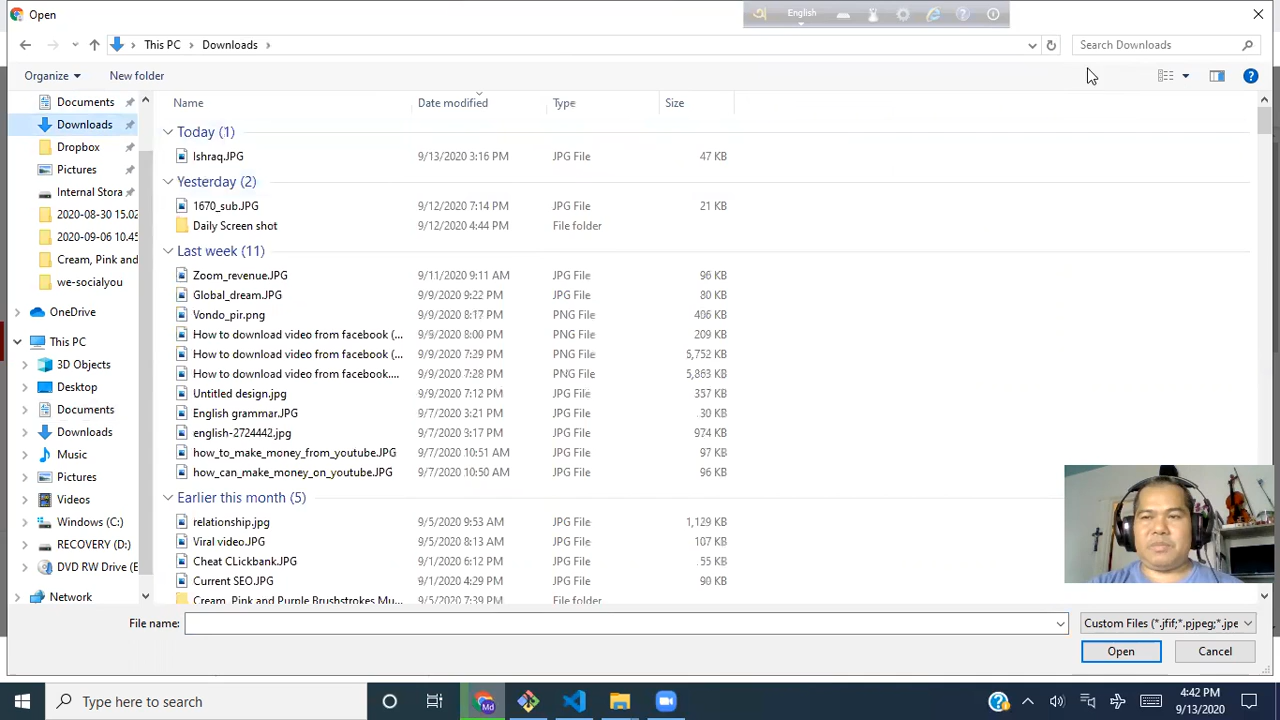 Open
English
This PC
Downloads
Search Downloads
Organize
New folder
Documents
Downloads
Dropbox
Pictures
Internal Stora
2020-08-30 15.02
2020-09-06 10.45
Cream, Pink and
we-socialyou
OneDrive
This PC
3D Objects
Desktop
Documents
Downloads
Music
Pictures
Videos
Windows (C:)
RECOVERY (D:)
DVD RW Drive (E
Network
Name Date modified Type Size
Today (1)
Ishraq.JPG 9/13/2020 3:16 PM JPG File 47 KB
Yesterday (2)
1670_sub.JPG 9/12/2020 7:14 PM JPG File 21 KB
Daily Screen shot 9/12/2020 4:44 PM File folder
Last week (11)
Zoom_revenue.JPG 9/11/2020 9:11 AM JPG File 96 KB
Global_dream.JPG 9/9/2020 9:22 PM JPG File 80 KB
Vondo_pir.png 9/9/2020 8:17 PM PNG File 406 KB
How to download video from facebook (... 9/9/2020 8:00 PM PNG File 209 KB
How to download video from facebook (... 9/9/2020 7:29 PM PNG File 5,752 KB
How to download video from facebook.... 9/9/2020 7:28 PM PNG File 5,863 KB
Untitled design.jpg 9/9/2020 7:12 PM JPG File 357 KB
English grammar.JPG 9/7/2020 3:21 PM JPG File 30 KB
english-2724442.jpg 9/7/2020 3:17 PM JPG File 974 KB
how_to_make_money_from_youtube.JPG 9/7/2020 10:51 AM JPG File 97 KB
how_can_make_money_on_youtube.JPG 9/7/2020 10:50 AM JPG File 96 KB
Earlier this month (5)
relationship.jpg 9/5/2020 9:53 AM JPG File 1,129 KB
Viral video.JPG 9/5/2020 8:13 AM JPG File 107 KB
Cheat CLickbank.JPG 9/1/2020 6:12 PM JPG File 55 KB
Current SEO.JPG 9/1/2020 4:29 PM JPG File 90 KB
Cream, Pink and Purple Brushstrokes Mu... 9/5/2020 7:39 PM File folder
File name:
Custom Files (*.jfif;*.pjpeg;*.jpe
Open
Cancel
Type here to search
Md
4:42 PM
9/13/2020